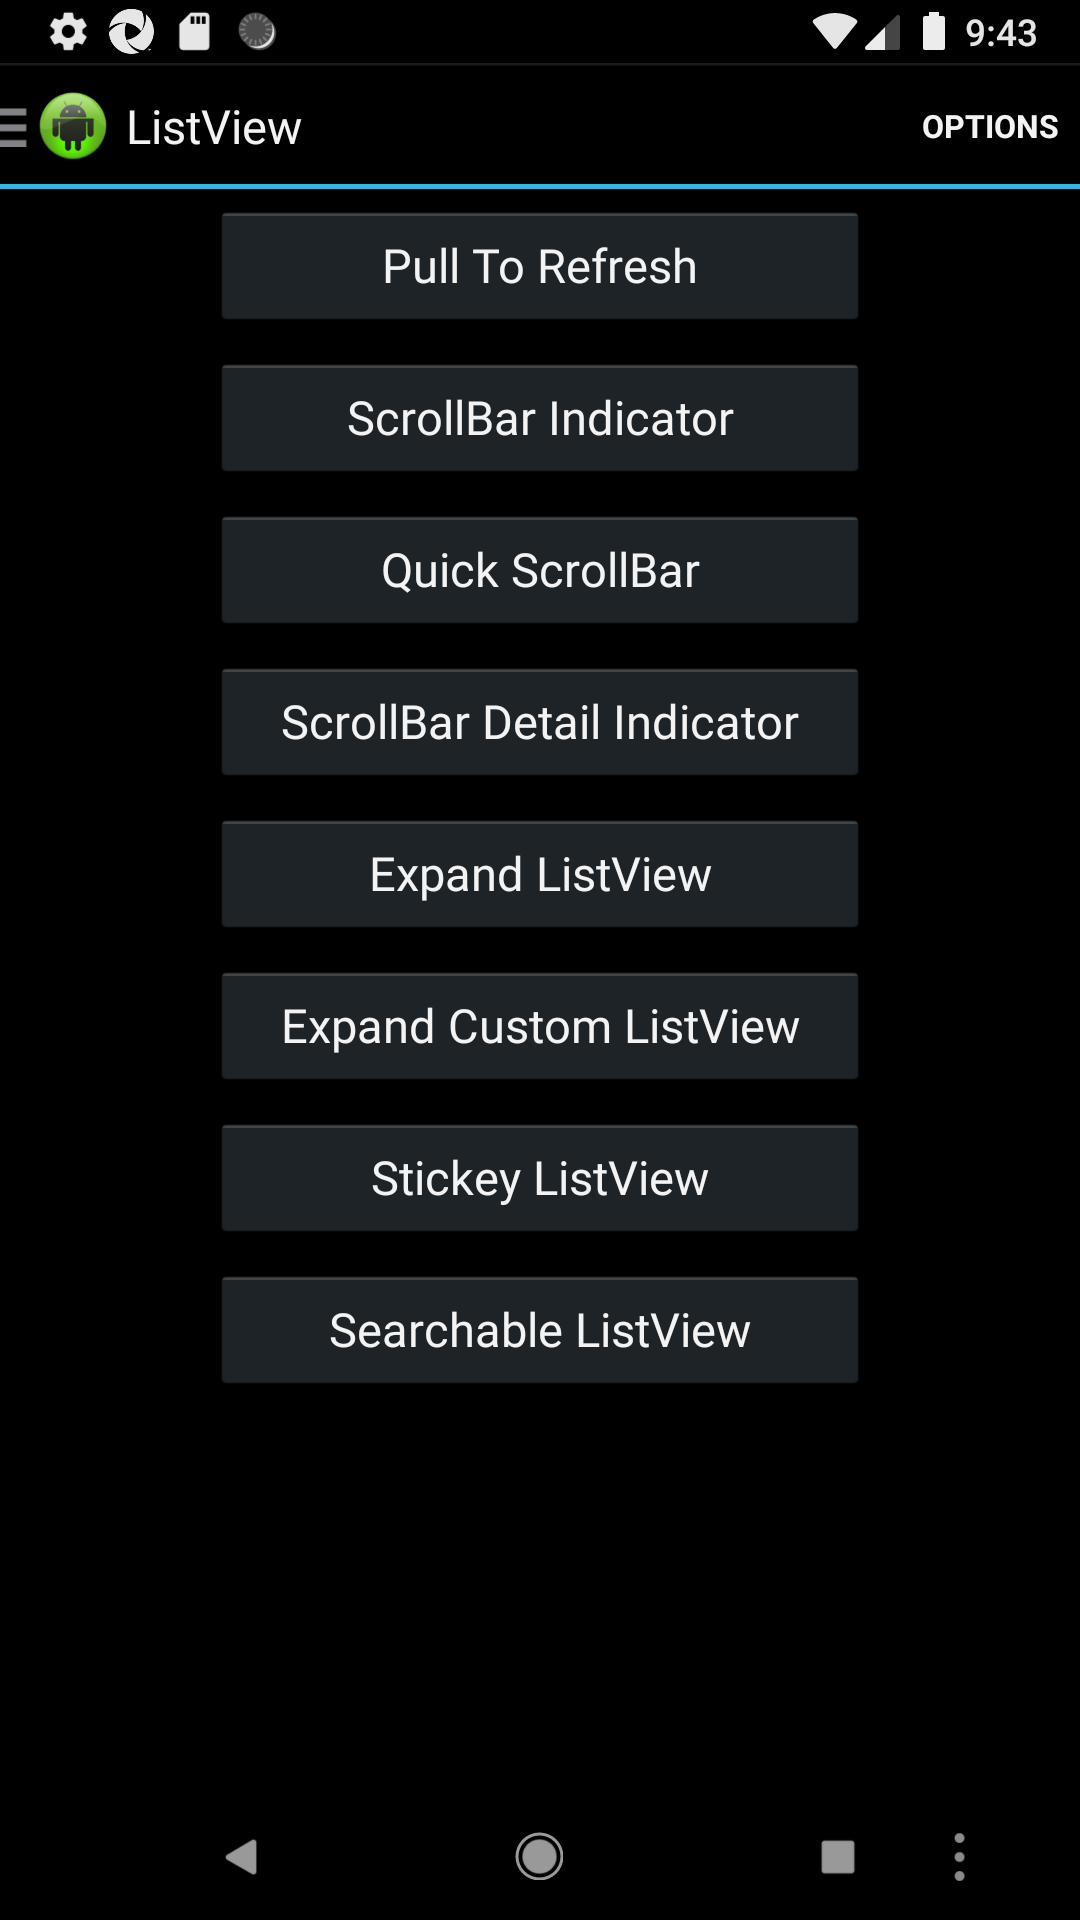 9:43
ListView
OPTIONS
Pull To Refresh
ScrollBar Indicator
Quick ScrollBar
ScrollBar Detail Indicator
Expand ListView
Expand Custom ListView
Stickey ListView
Searchable ListView